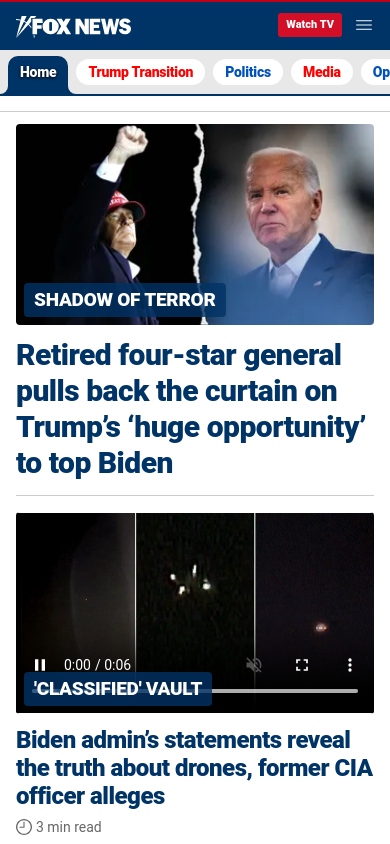 FOX NEWS
Watch TV
Home
Trump Transition
Politics
Media
Op
SHADOW OF TERROR
Retired four-star general
pulls back the curtain on
Trump’s ‘huge opportunity’
to top Biden
0:00 / 0:06
'CLASSIFIED' VAULT
Biden admin’s statements reveal
the truth about drones, former CIA
officer alleges
3 min read